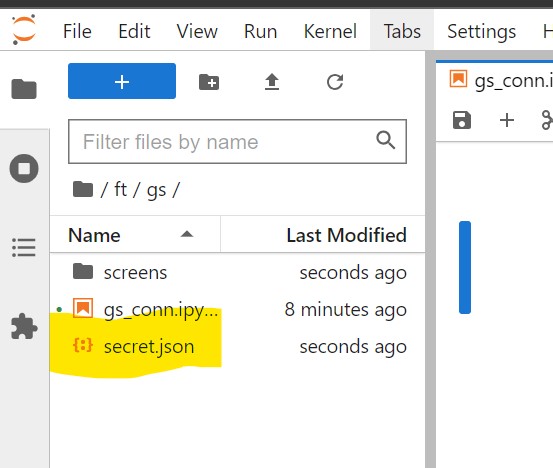 File Edit View Run Kernel Tabs Settings H
+
gs_conn.i
Filter files by name
/ ft / gs /
Name Last Modified
screens seconds ago
gs_conn.ipy... 8 minutes ago
secret.json seconds ago